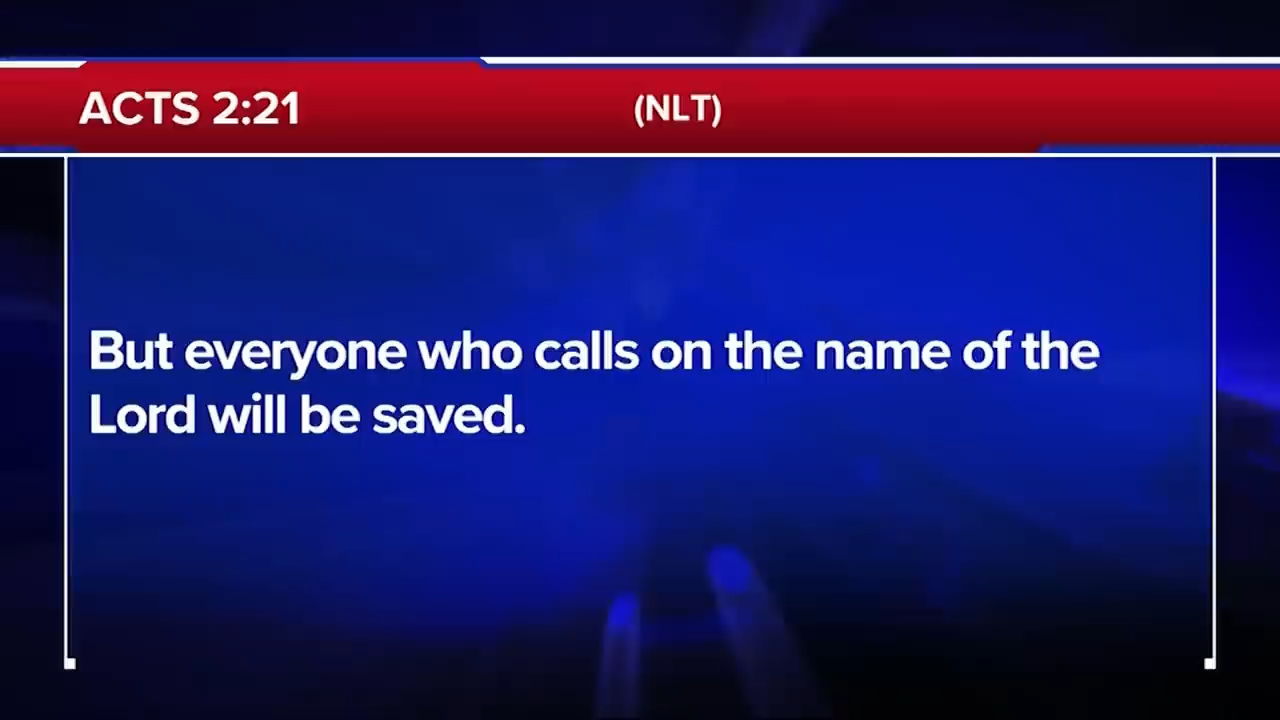 ACTS 2:21 (NLT)
But everyone who calls on the name of the
Lord will be saved.